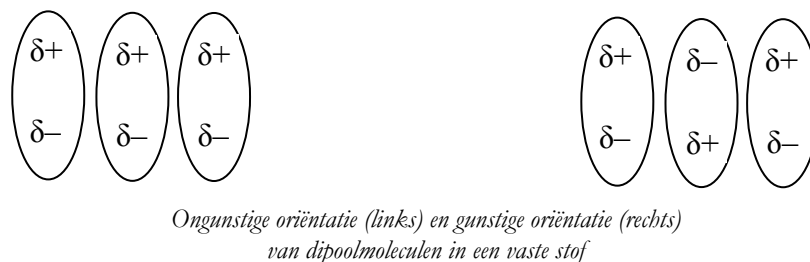 δ+ δ+ δ+ δ+ δ– δ+
δ– δ– δ– δ– δ+ δ–
Ongunstige oriëntatie (links) en gunstige oriëntatie (rechts)
van dipoolmoleculen in een vaste stof